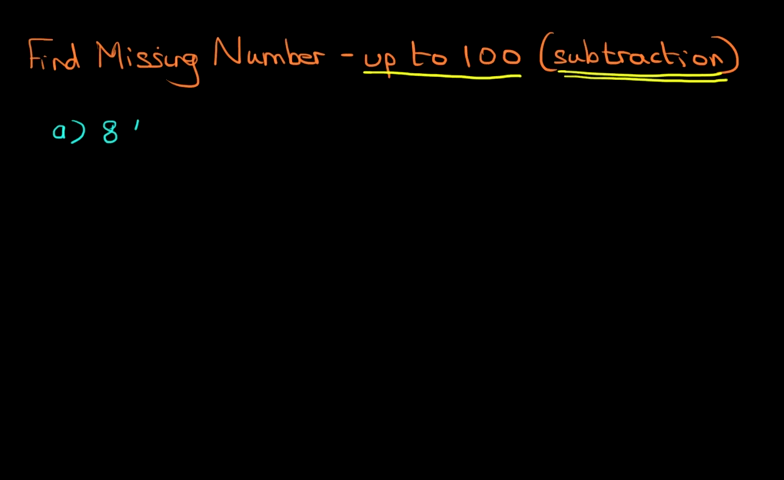 Find Missing Number - up to 100 (subtraction)
a) 8